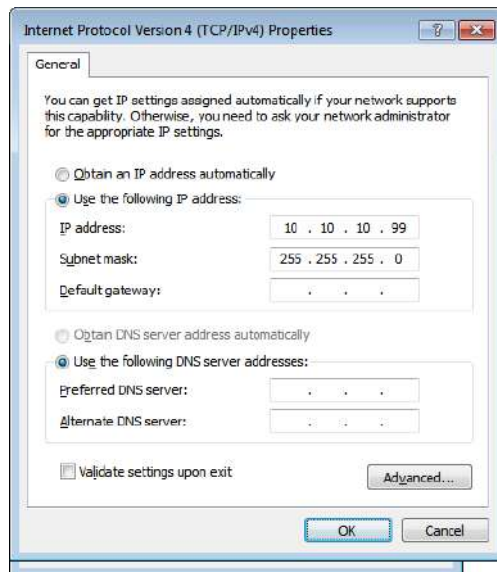 Internet Protocol Version 4 (TCP/IPv4) Properties
General
You can get IP settings assigned automatically if your network supports
this capability. Otherwise, you need to ask your network administrator
for the appropriate IP settings.
Obtain an IP address automatically
Use the following IP address:
IP address: 10 . 10 . 10 . 99
Subnet mask: 255 . 255 . 255 . 0
Default gateway: . . .
Obtain DNS server address automatically
Use the following DNS server addresses:
Preferred DNS server: . . .
Alternate DNS server: . . .
Validate settings upon exit
Advanced...
OK Cancel